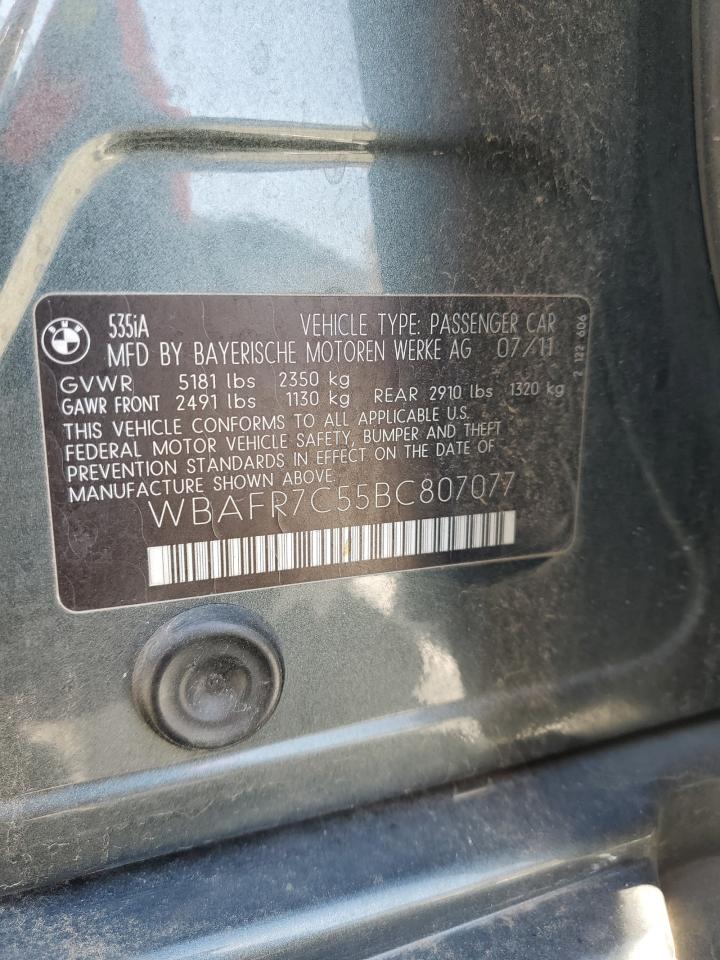 BMW
535iA VEHICLE TYPE: PASSENGER CAR
MFD BY BAYERISCHE MOTOREN WERKE AG 07/11
GVWR 5181 lbs 2350 kg
GAWR FRONT 2491 lbs 1130 kg REAR 2910 lbs 1320 kg
THIS VEHICLE CONFORMS TO ALL APPLICABLE U.S.
FEDERAL MOTOR VEHICLE SAFETY, BUMPER AND THEFT
PREVENTION STANDARDS IN EFFECT ON THE DATE OF
MANUFACTURE SHOWN ABOVE.
WBAFR7C55BC807077
2 122 606